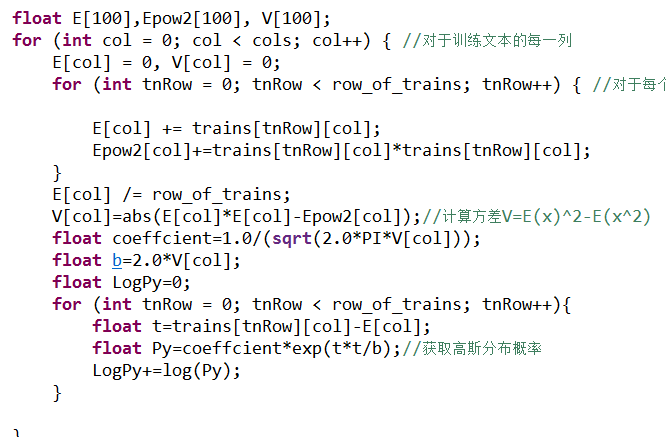 float E[100],Epow2[100], V[100];
for (int col = 0; col < cols; col++) { //对于训练文本的每一列
E[col] = 0, V[col] = 0;
for (int tnRow = 0; tnRow < row_of_trains; tnRow++) { //对于每个
E[col] += trains[tnRow][col];
Epow2[col]+=trains[tnRow][col]*trains[tnRow][col];
}
E[col] /= row_of_trains;
V[col]=abs(E[col]*E[col]-Epow2[col]);//计算方差V=E(x)^2-E(x^2)
float coeffcient=1.0/(sqrt(2.0*PI*V[col]));
float b=2.0*V[col];
float LogPy=0;
for (int tnRow = 0; tnRow < row_of_trains; tnRow++){
float t=trains[tnRow][col]-E[col];
float Py=coeffcient*exp(t*t/b);//获取高斯分布概率
LogPy+=log(Py);
}
}